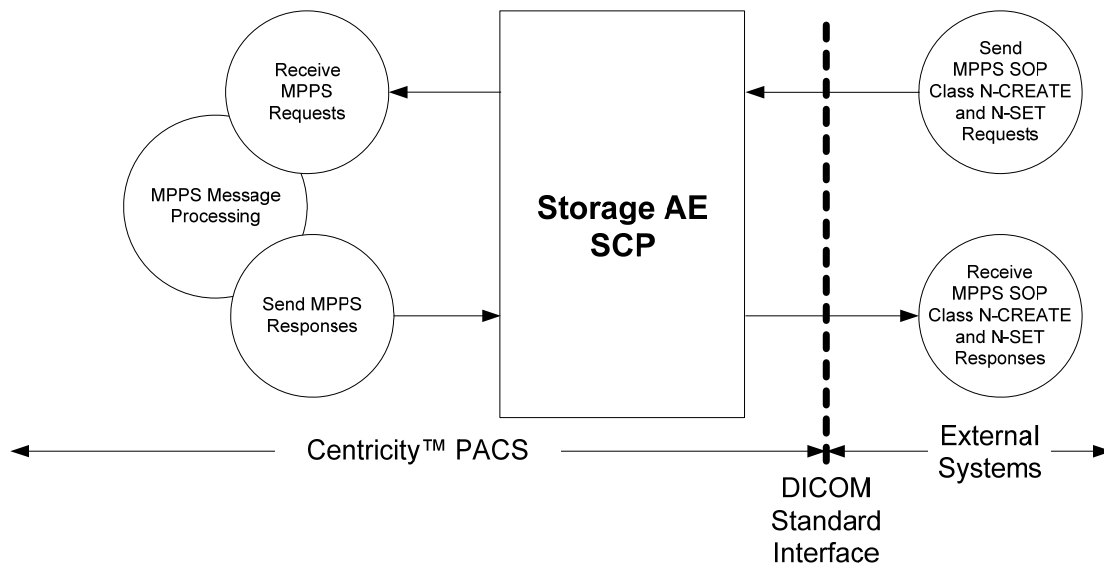 Receive
MPPS
Requests
MPPS Message
Processing
Send MPPS
Responses
Storage AE
SCP
Send
MPPS SOP
Class N-CREATE
and N-SET
Requests
Receive
MPPS SOP
Class N-CREATE
and N-SET
Responses
Centricity™ PACS
External
Systems
DICOM
Standard
Interface